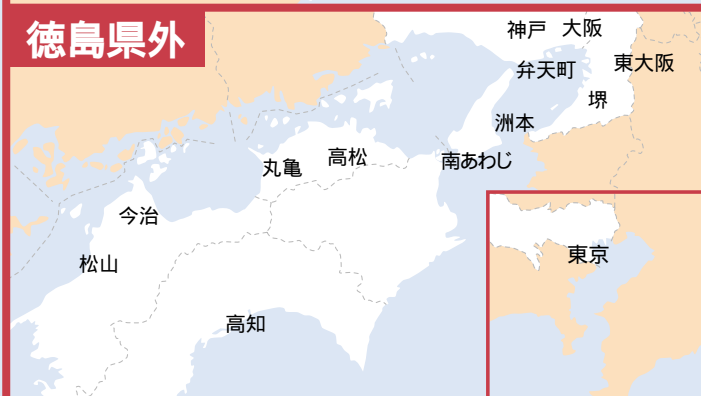 徳島県外
神戸 大阪
弁天町 東大阪
堺
洲本
南あわじ
高松
丸亀
今治
松山
高知
東京